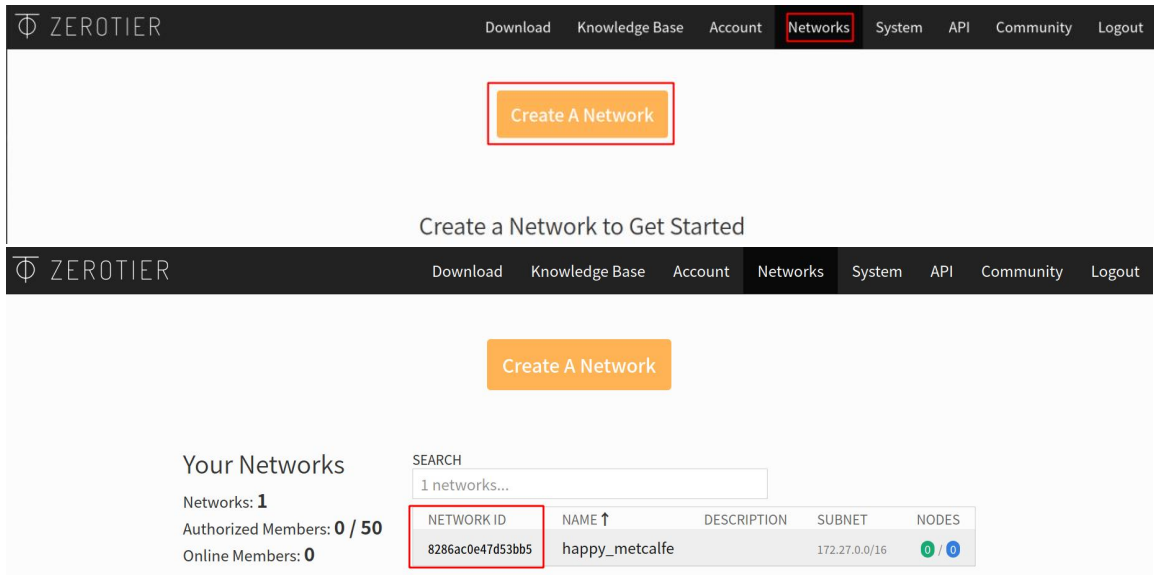 ZEROTIER Download Knowledge Base Account Networks System API Community Logout
Create A Network
Create a Network to Get Started
ZEROTIER Download Knowledge Base Account Networks System API Community Logout
Create A Network
Your Networks
Networks: 1
Authorized Members: 0 / 50
Online Members: 0
SEARCH
1 networks...
NETWORK ID NAME↑ DESCRIPTION SUBNET NODES
8286ac0e47d53bb5 happy_metcalfe 172.27.0.0/16 0 / 0